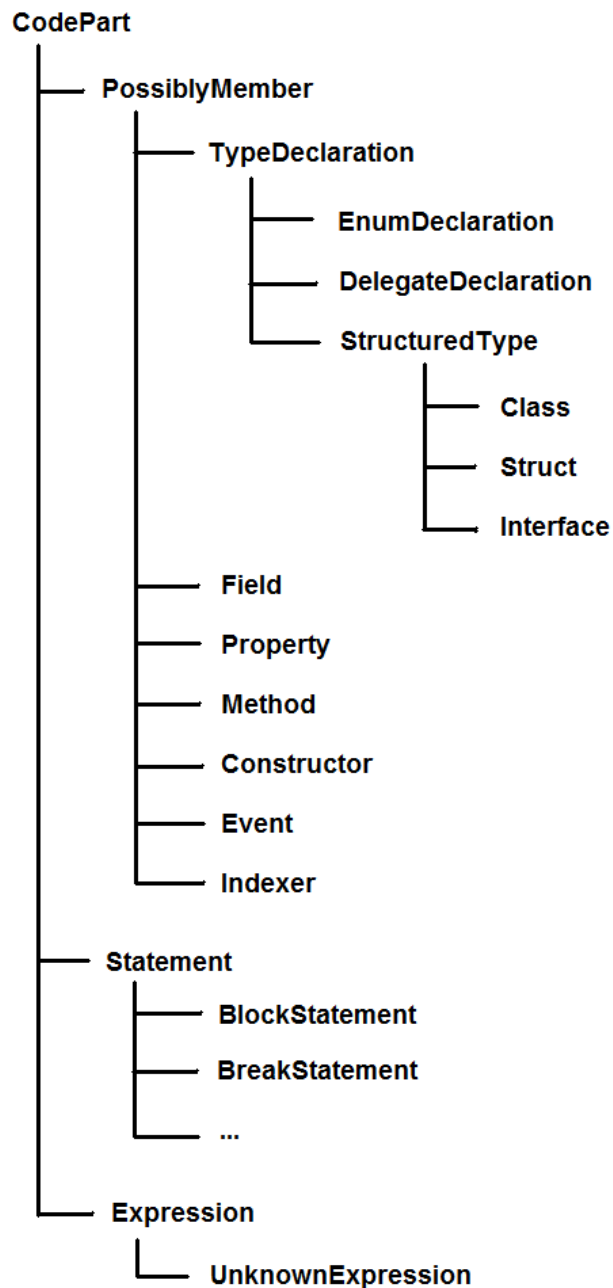 CodePart
PossiblyMember
TypeDeclaration
EnumDeclaration
DelegateDeclaration
StructuredType
Class
Struct
Interface
Field
Property
Method
Constructor
Event
Indexer
Statement
BlockStatement
BreakStatement
...
Expression
UnknownExpression